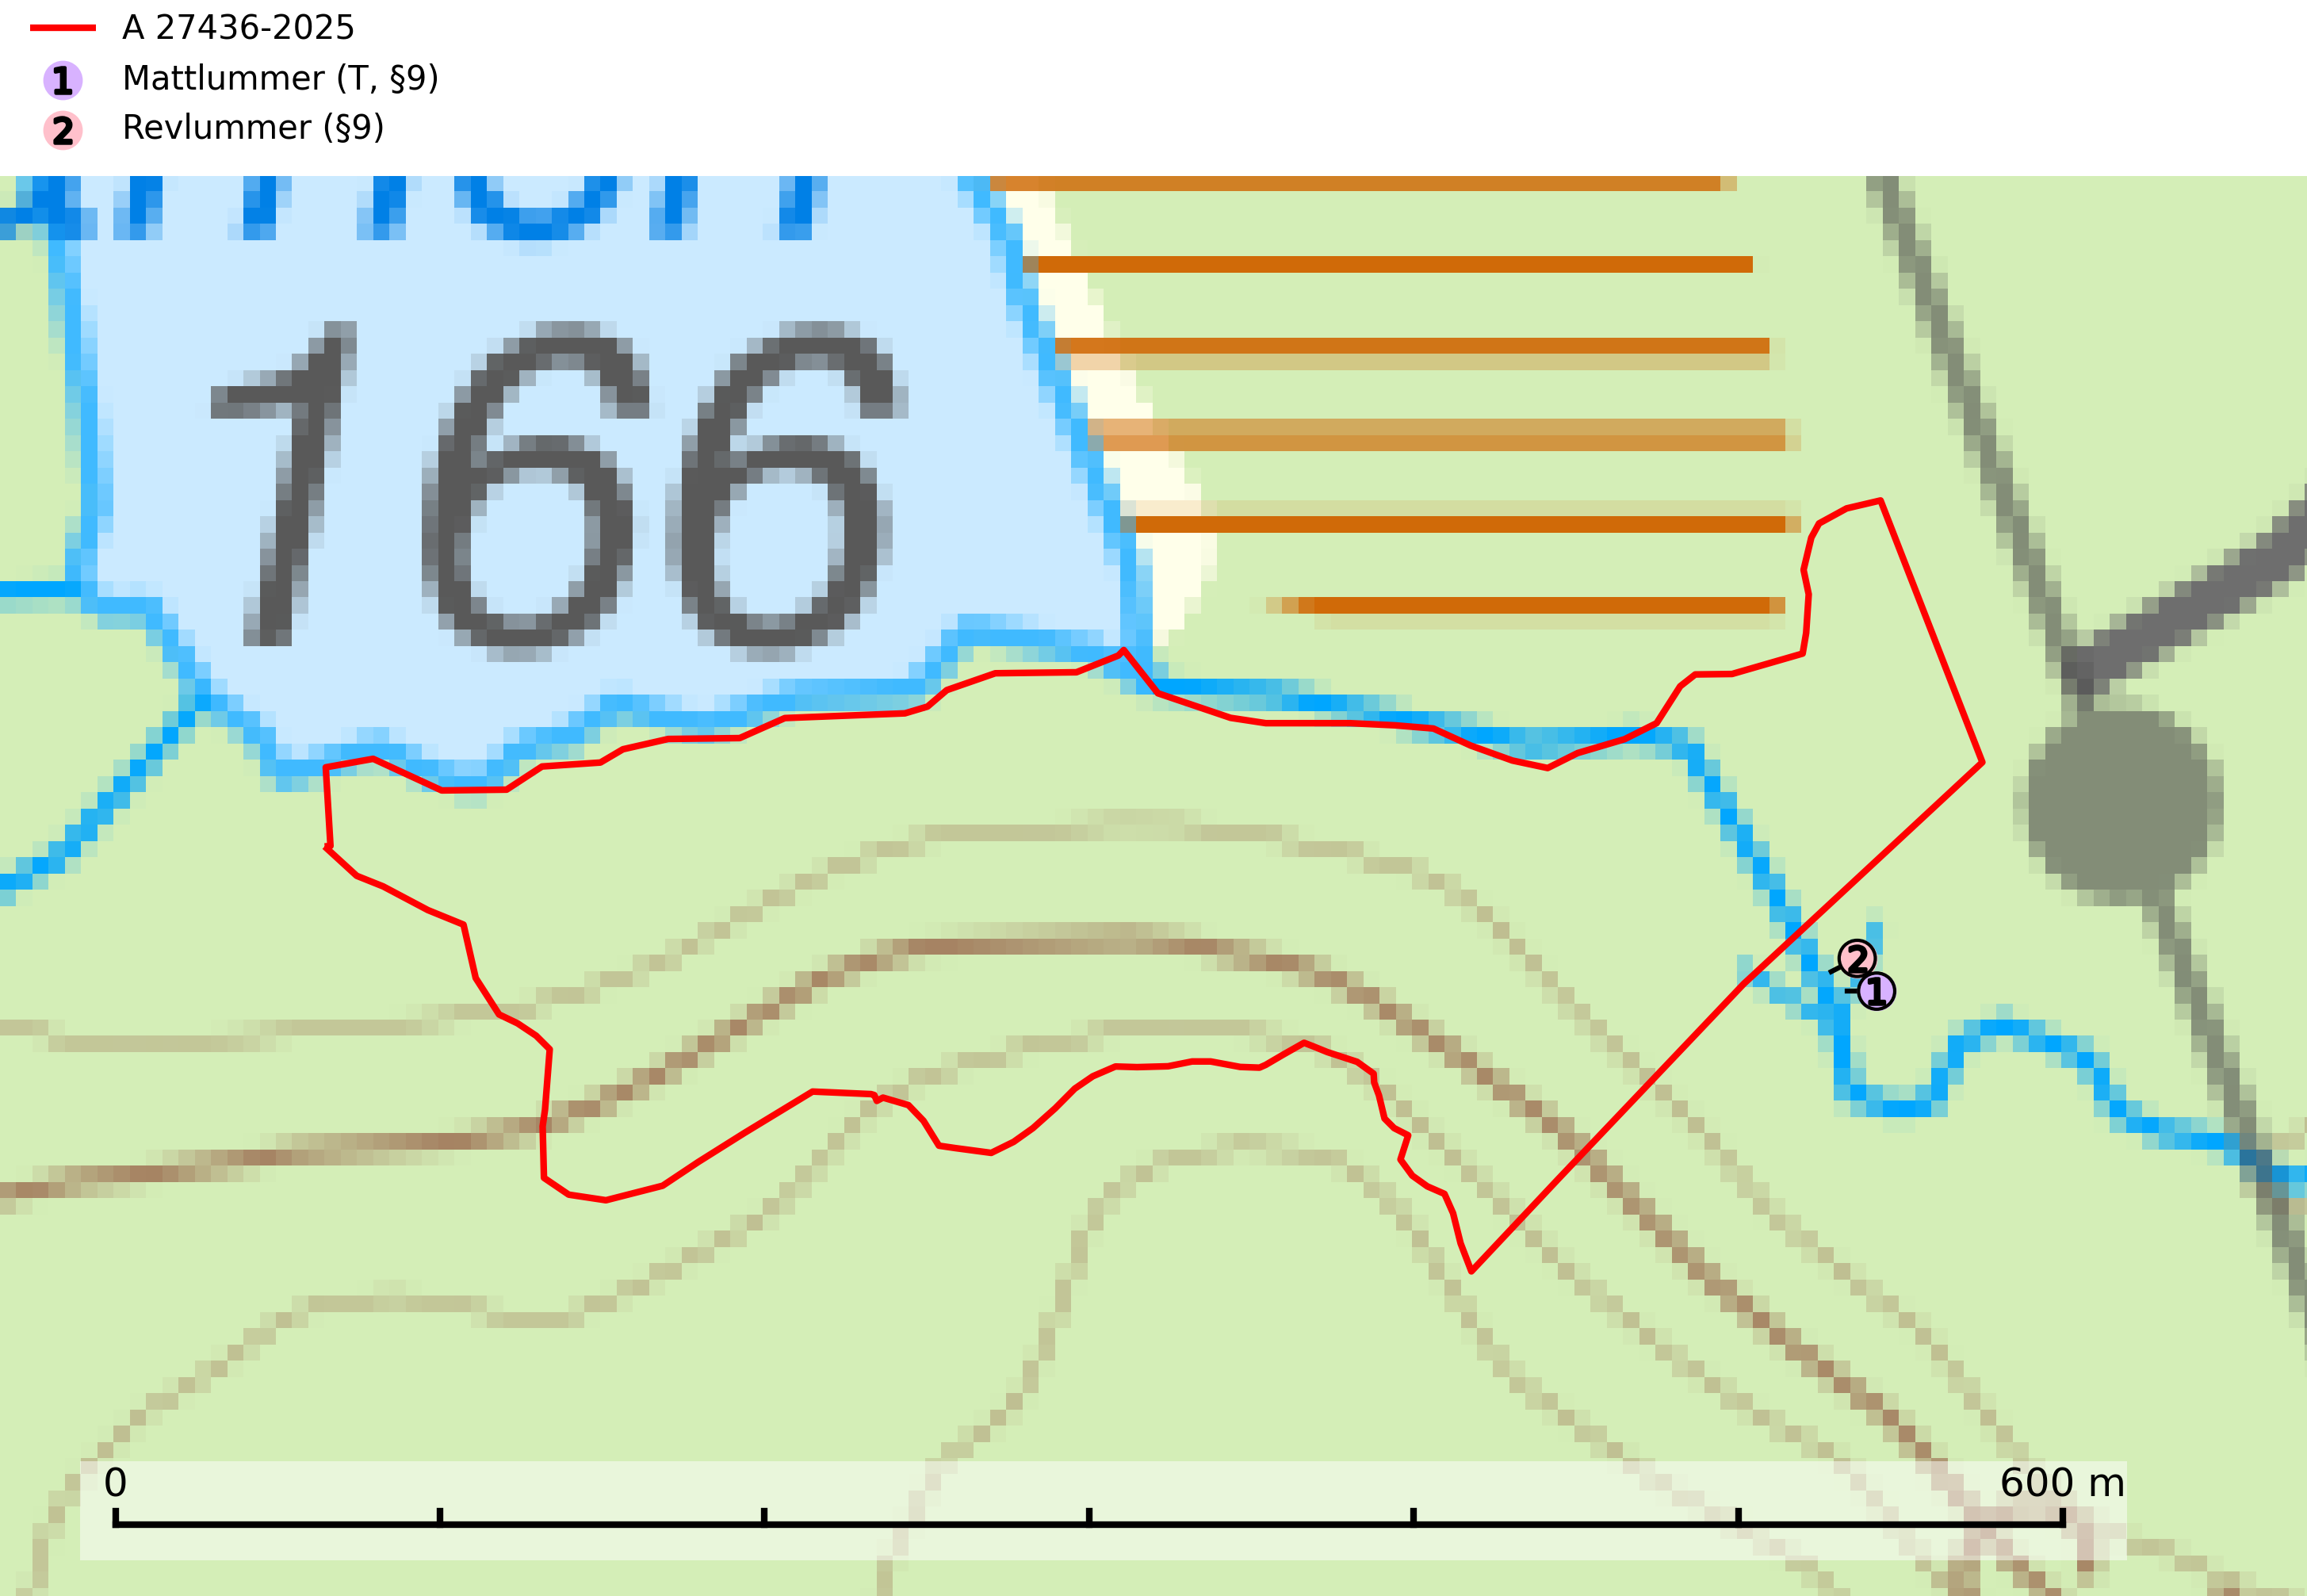 A 27436-2025
1 Mattlummer (T, §9)
2 Revlummer (§9)
166
2
1
0 600 m